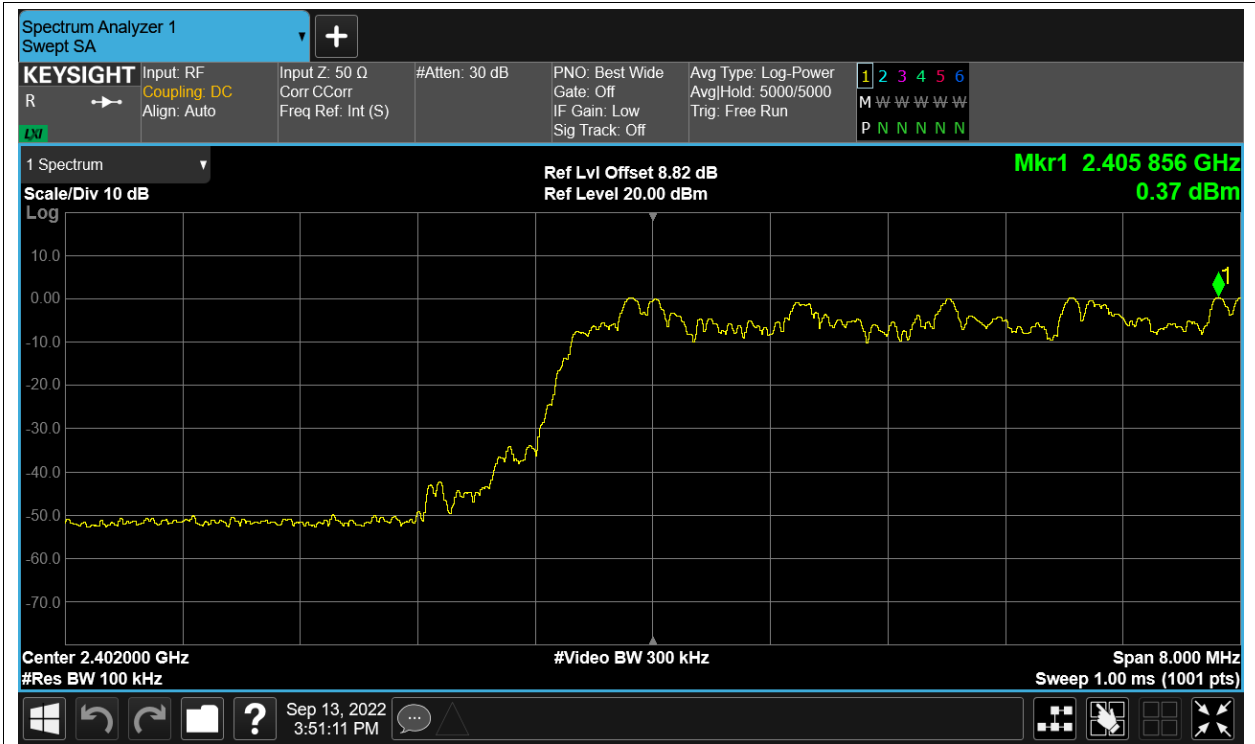 Spectrum Analyzer 1
Swept SA
KEYSIGHT
R
LXI
Input: RF
Coupling: DC
Align: Auto
Input Z: 50 Ω
Corr CCorr
Freq Ref: Int (S)
#Atten: 30 dB
PNO: Best Wide
Gate: Off
IF Gain: Low
Sig Track: Off
Avg Type: Log-Power
Avg|Hold: 5000/5000
Trig: Free Run
1 2 3 4 5 6
M W W W W W
P N N N N N
1 Spectrum
Scale/Div 10 dB
Log
Ref Lvl Offset 8.82 dB
Ref Level 20.00 dBm
Mkr1 2.405 856 GHz
0.37 dBm
1
10.0
0.00
-10.0
-20.0
-30.0
-40.0
-50.0
-60.0
-70.0
Center 2.402000 GHz
#Res BW 100 kHz
#Video BW 300 kHz
Span 8.000 MHz
Sweep 1.00 ms (1001 pts)
?
Sep 13, 2022
3:51:11 PM